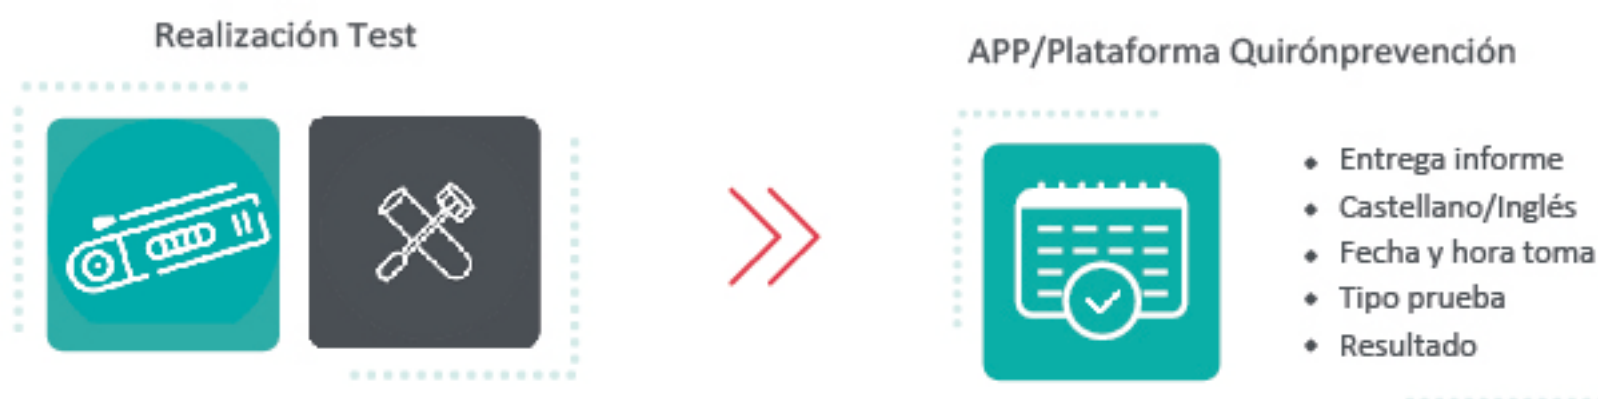 Realización Test
APP/Plataforma Quirónprevención
Entrega informe
Castellano/Inglés
Fecha y hora toma
Tipo prueba
Resultado